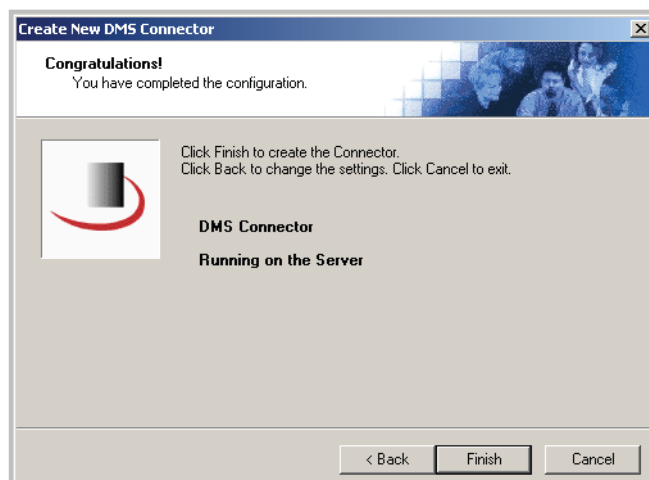 Create New DMS Connector
Congratulations!
You have completed the configuration.
Click Finish to create the Connector.
Click Back to change the settings. Click Cancel to exit.
DMS Connector
Running on the Server
< Back
Finish
Cancel